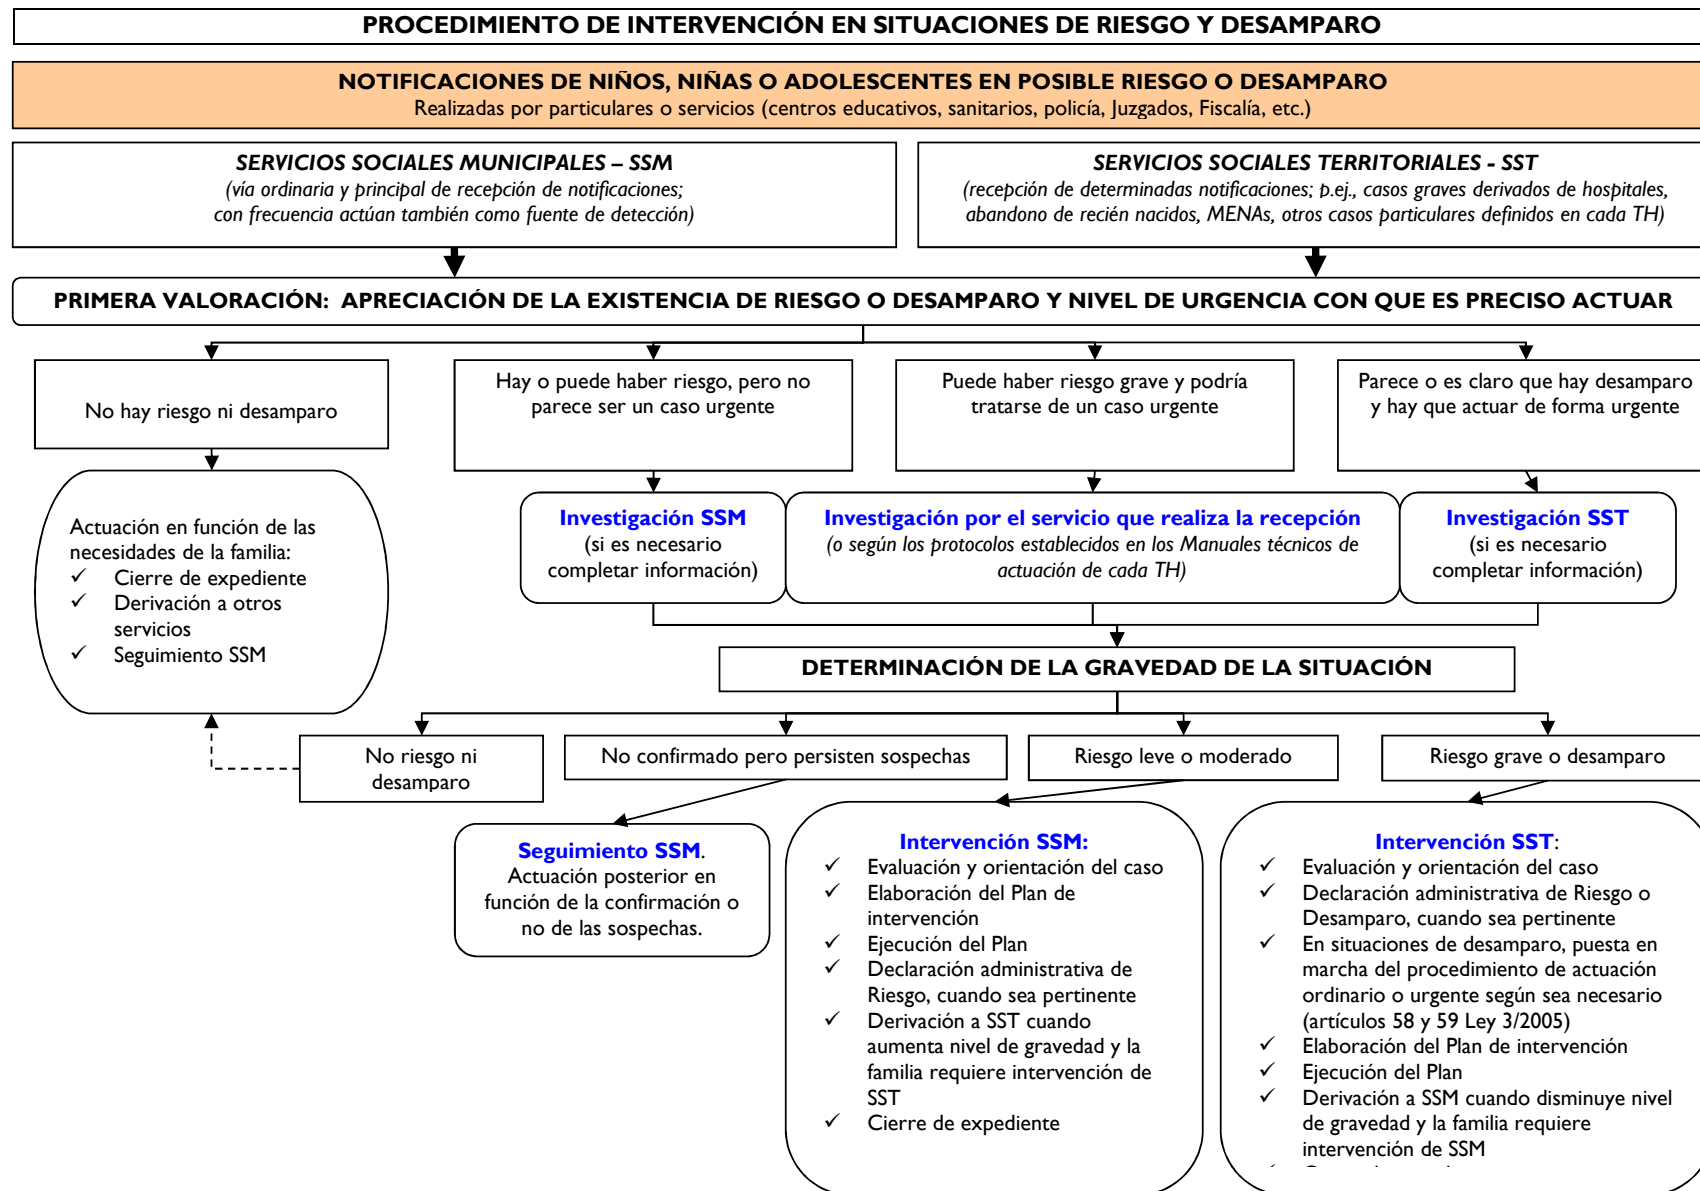 PROCEDIMIENTO DE INTERVENCIÓN EN SITUACIONES DE RIESGO Y DESAMPARO
NOTIFICACIONES DE NIÑOS, NIÑAS O ADOLESCENTES EN POSIBLE RIESGO O DESAMPARO
Realizadas por particulares o servicios (centros educativos, sanitarios, policía, Juzgados, Fiscalía, etc.)
SERVICIOS SOCIALES MUNICIPALES – SSM
(vía ordinaria y principal de recepción de notificaciones;
con frecuencia actúan también como fuente de detección)
SERVICIOS SOCIALES TERRITORIALES - SST
(recepción de determinadas notificaciones; p.ej., casos graves derivados de hospitales,
abandono de recién nacidos, MENAs, otros casos particulares definidos en cada TH)
PRIMERA VALORACIÓN: APRECIACIÓN DE LA EXISTENCIA DE RIESGO O DESAMPARO Y NIVEL DE URGENCIA CON QUE ES PRECISO ACTUAR
No hay riesgo ni desamparo
Hay o puede haber riesgo, pero no
parece ser un caso urgente
Puede haber riesgo grave y podría
tratarse de un caso urgente
Parece o es claro que hay desamparo
y hay que actuar de forma urgente
Actuación en función de las
necesidades de la familia:
✓ Cierre de expediente
✓ Derivación a otros
servicios
✓ Seguimiento SSM
Investigación SSM
(si es necesario
completar información)
Investigación por el servicio que realiza la recepción
(o según los protocolos establecidos en los Manuales técnicos de
actuación de cada TH)
Investigación SST
(si es necesario
completar información)
DETERMINACIÓN DE LA GRAVEDAD DE LA SITUACIÓN
No riesgo ni
desamparo
No confirmado pero persisten sospechas
Riesgo leve o moderado
Riesgo grave o desamparo
Seguimiento SSM.
Actuación posterior en
función de la confirmación o
no de las sospechas.
Intervención SSM:
✓ Evaluación y orientación del caso
✓ Elaboración del Plan de
intervención
✓ Ejecución del Plan
✓ Declaración administrativa de
Riesgo, cuando sea pertinente
✓ Derivación a SST cuando
aumenta nivel de gravedad y la
familia requiere intervención de
SST
✓ Cierre de expediente
Intervención SST:
✓ Evaluación y orientación del caso
✓ Declaración administrativa de Riesgo o
Desamparo, cuando sea pertinente
✓ En situaciones de desamparo, puesta en
marcha del procedimiento de actuación
ordinario o urgente según sea necesario
(artículos 58 y 59 Ley 3/2005)
✓ Elaboración del Plan de intervención
✓ Ejecución del Plan
✓ Derivación a SSM cuando disminuye nivel
de gravedad y la familia requiere
intervención de SSM